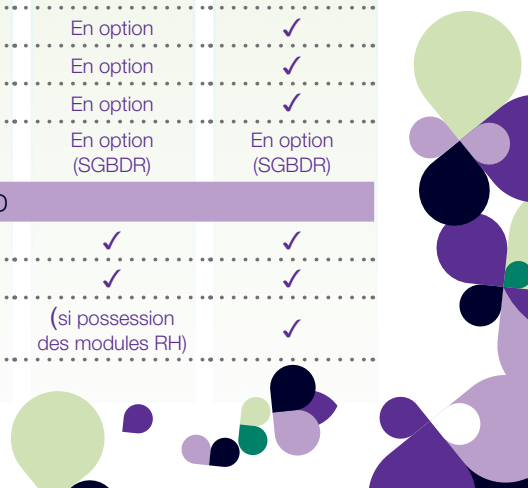 En option ✓
En option ✓
En option ✓
En option En option
(SGBDR) (SGBDR)
✓ ✓
✓ ✓
(si possession
des modules RH) ✓